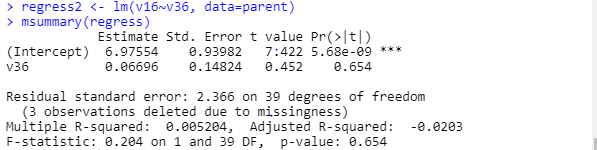 > regress2 <- lm(v16~v36, data=parent)
> msummary(regress)
Estimate Std. Error t value Pr(>|t|)
(Intercept) 6.97554 0.93982 7:422 5.68e-09 ***
v36 0.06696 0.14824 0.452 0.654
Residual standard error: 2.366 on 39 degrees of freedom
(3 observations deleted due to missingness)
Multiple R-squared: 0.005204, Adjusted R-squared: -0.0203
F-statistic: 0.204 on 1 and 39 DF, p-value: 0.654